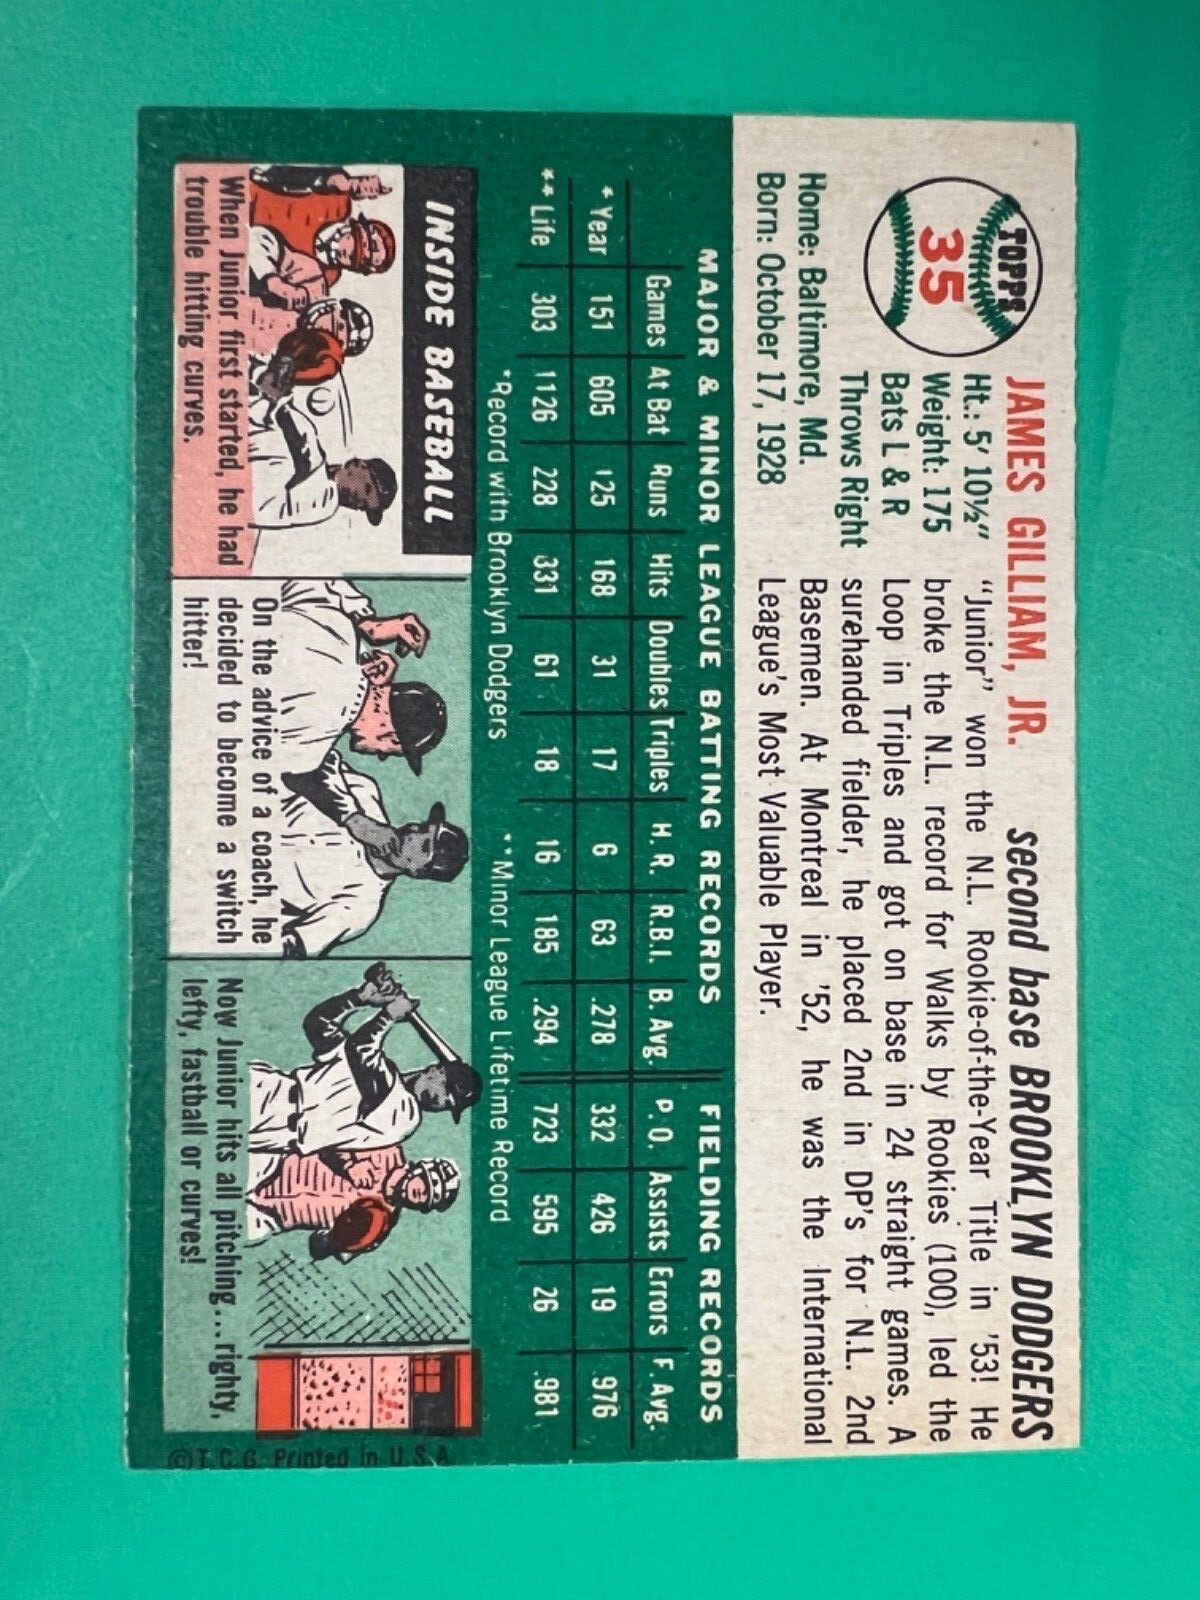 TOPPS
35
JAMES GILLIAM, JR.
second base BROOKLYN DODGERS
Ht.: 5' 10½"
Weight: 175
Bats L & R
Throws Right
Home: Baltimore, Md.
Born: October 17, 1928
"Junior" won the N.L. Rookie-of-the-Year Title in '53! He
broke the N.L. record for Walks by Rookies (100), led the
Loop in Triples and got on base in 24 straight games. A
surehanded fielder, he placed 2nd in DP's for N.L. 2nd
Basemen. At Montreal in '52, he was the International
League's Most Valuable Player.
MAJOR & MINOR LEAGUE BATTING RECORDS FIELDING RECORDS
Games At Bat Runs Hits Doubles Triples H. R. R.B.I. B. Avg. P. O. Assists Errors F. Avg.
* Year 151 605 125 168 31 17 6 63 .278 332 426 19 .976
** Life 303 1126 228 331 61 18 16 185 .294 723 595 26 .981
*Record with Brooklyn Dodgers **Minor League Lifetime Record
INSIDE BASEBALL
When Junior first started, he had
trouble hitting curves.
On the advice of a coach, he
decided to become a switch
hitter!
Now Junior hits all pitching...righty,
lefty, fastball or curves!
©T. C. G. Printed in U. S. A.